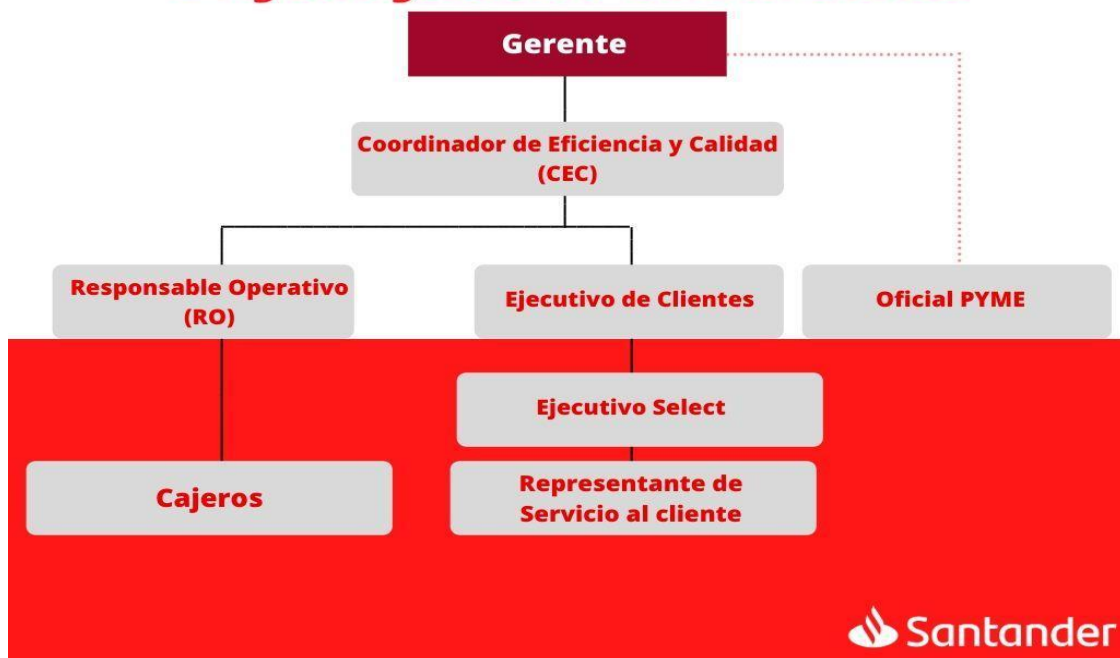 Gerente
Coordinador de Eficiencia y Calidad
(CEC)
Responsable Operativo
(RO)
Ejecutivo de Clientes
Oficial PYME
Ejecutivo Select
Cajeros
Representante de
Servicio al cliente
Santander